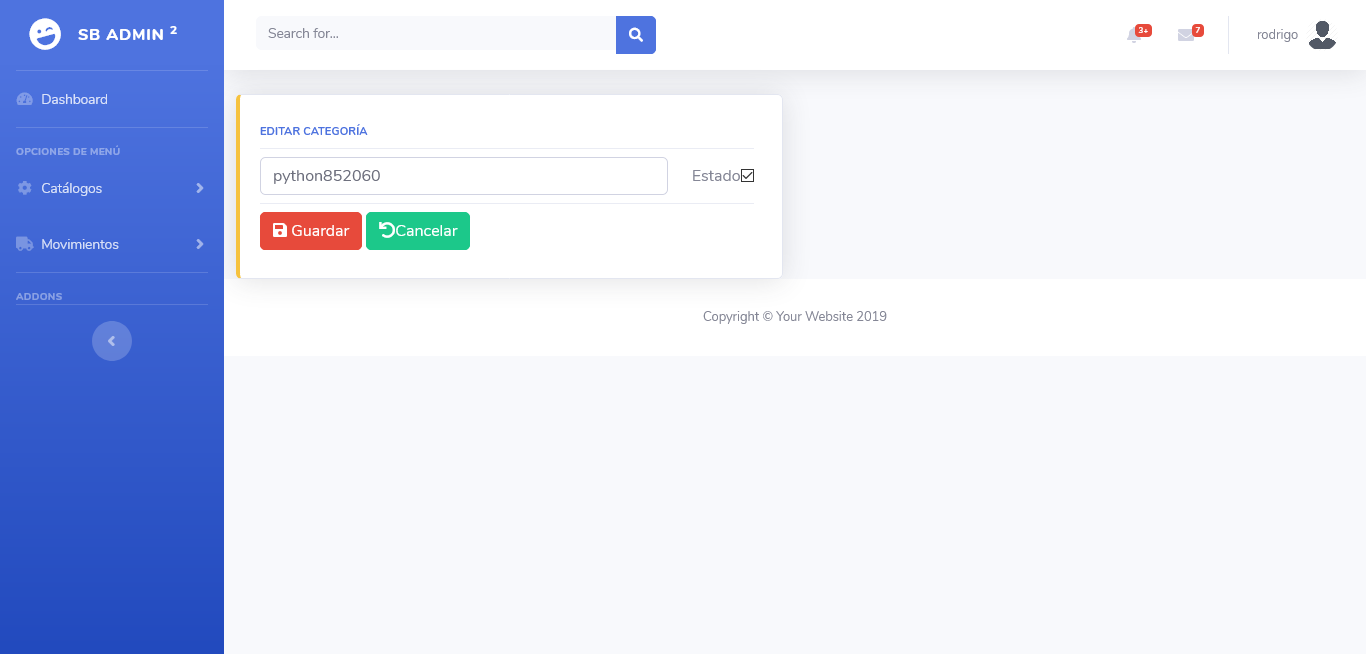 SB ADMIN 2
Search for...
3+
7
rodrigo
Dashboard
OPCIONES DE MENÚ
Catálogos
Movimientos
ADDONS
EDITAR CATEGORÍA
python852060
Estado
Guardar
Cancelar
Copyright © Your Website 2019